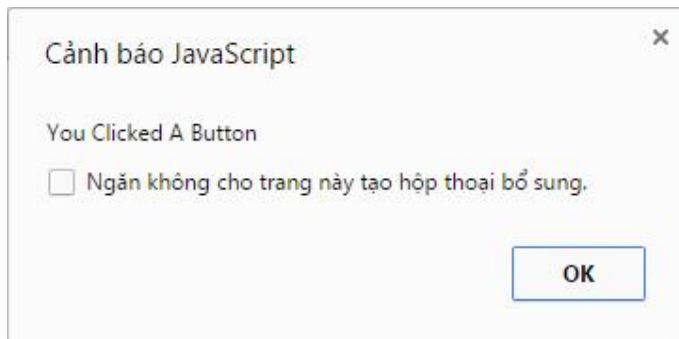 Cảnh báo JavaScript
You Clicked A Button
Ngăn không cho trang này tạo hộp thoại bổ sung.
OK